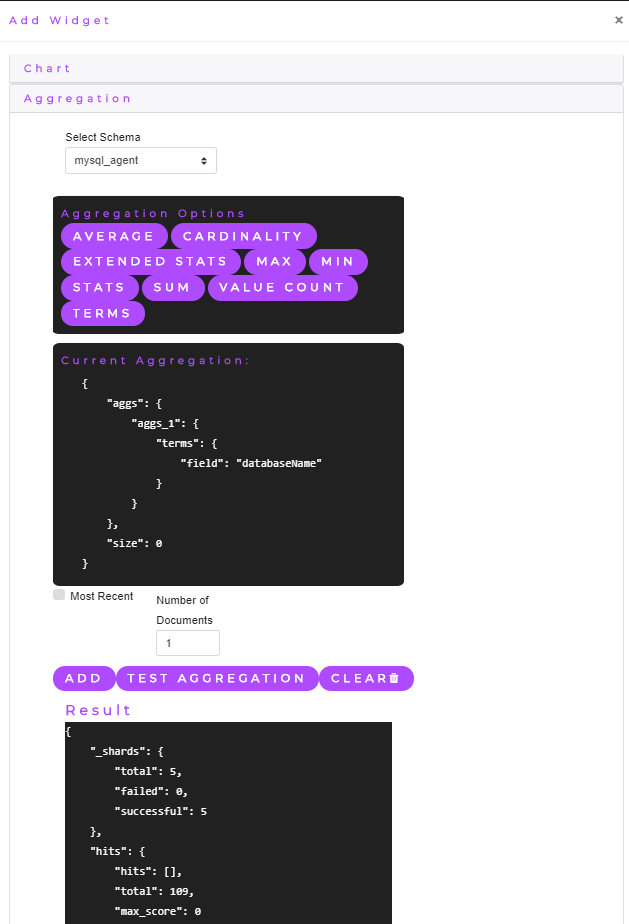 Add Widget ×
Chart
Aggregation
Select Schema
mysql_agent
Aggregation Options
AVERAGE CARDINALITY
EXTENDED STATS MAX MIN
STATS SUM VALUE COUNT
TERMS
Current Aggregation:
{
    "aggs": {
        "aggs_1": {
            "terms": {
                "field": "databaseName"
            }
        }
    },
    "size": 0
}
Most Recent
Number of
Documents
1
ADD TEST AGGREGATION CLEAR
Result
{
    "_shards": {
        "total": 5,
        "failed": 0,
        "successful": 5
    },
    "hits": {
        "hits": [],
        "total": 109,
        "max_score": 0